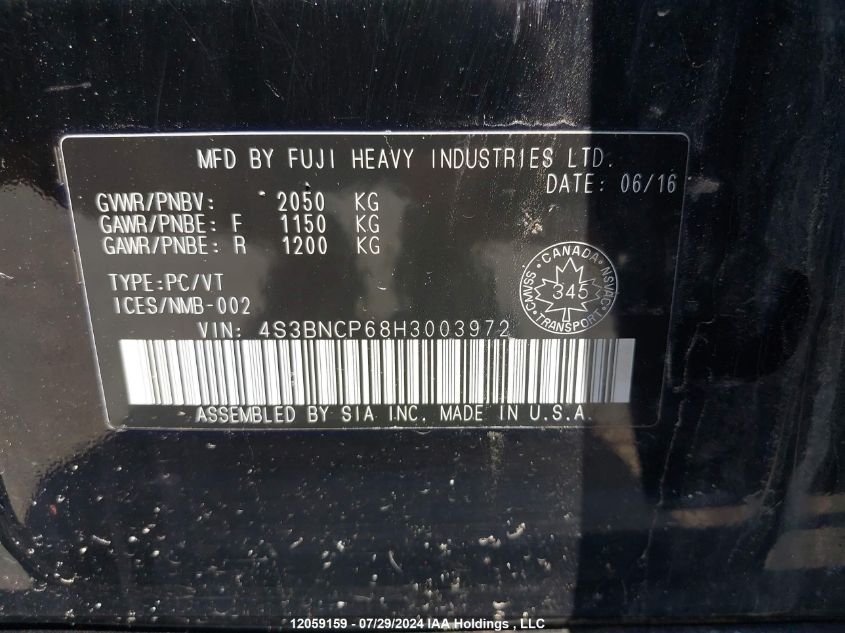 MFD BY FUJI HEAVY INDUSTRIES LTD.
DATE: 06/16
GVWR/PNBV: 2050 KG
GAWR/PNBE: F 1150 KG
GAWR/PNBE: R 1200 KG
TYPE:PC/VT
ICES/NMB-002
CANADA
CMVSS NSVAC
345
TRANSPORT
VIN: 4S3BNCP68H3003972
ASSEMBLED BY SIA INC. MADE IN U.S.A.
12059159 - 07/29/2024 IAA Holdings , LLC